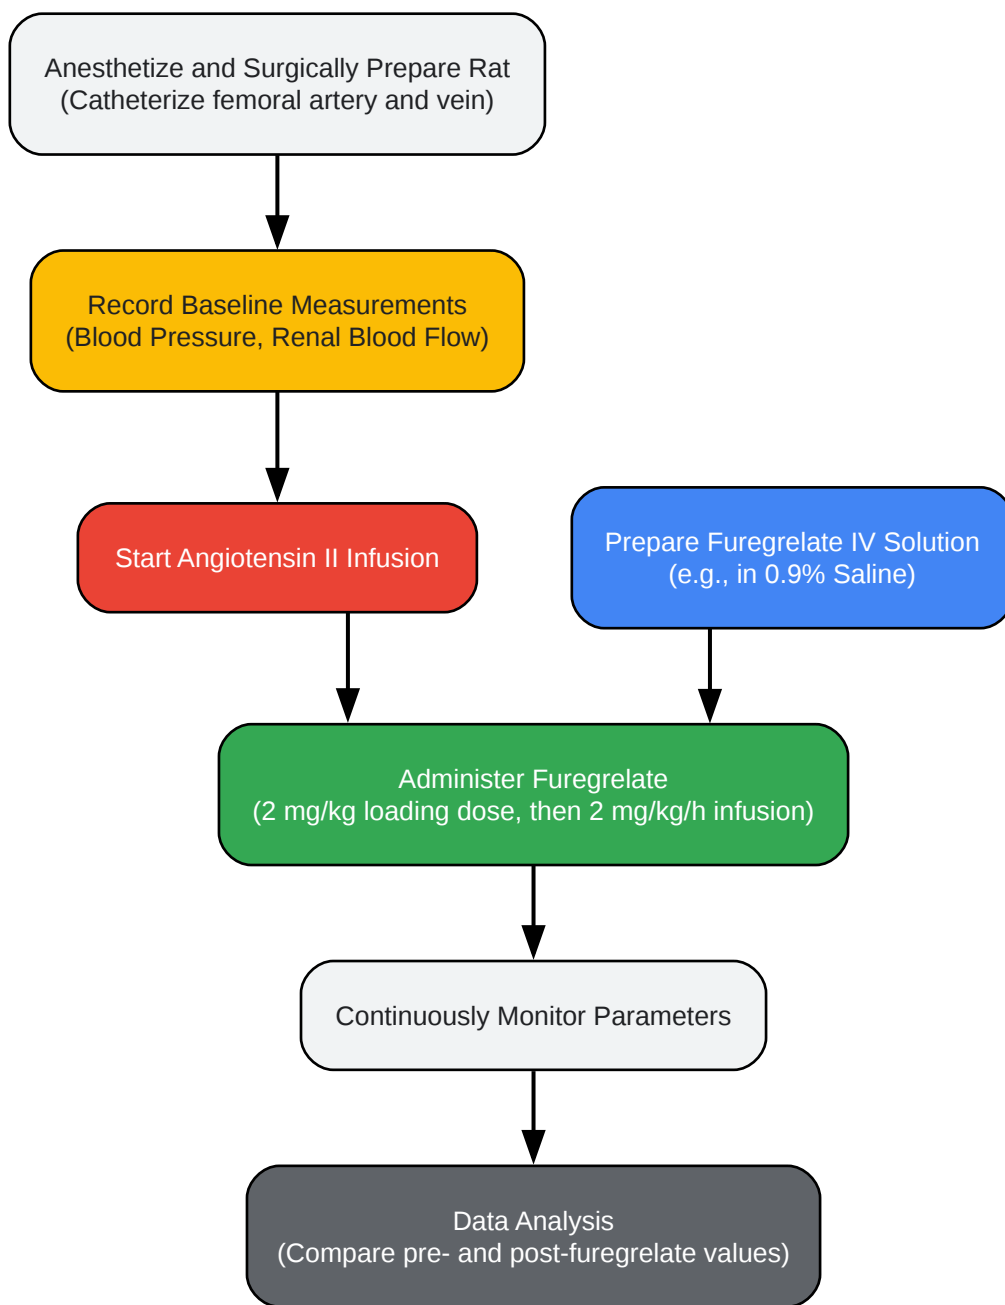 Anesthetize and Surgically Prepare Rat
(Catheterize femoral artery and vein)
Record Baseline Measurements
(Blood Pressure, Renal Blood Flow)
Start Angiotensin II Infusion
Prepare Furegrelate IV Solution
(e.g., in 0.9% Saline)
Administer Furegrelate
(2 mg/kg loading dose, then 2 mg/kg/h infusion)
Continuously Monitor Parameters
Data Analysis
(Compare pre- and post-furegrelate values)